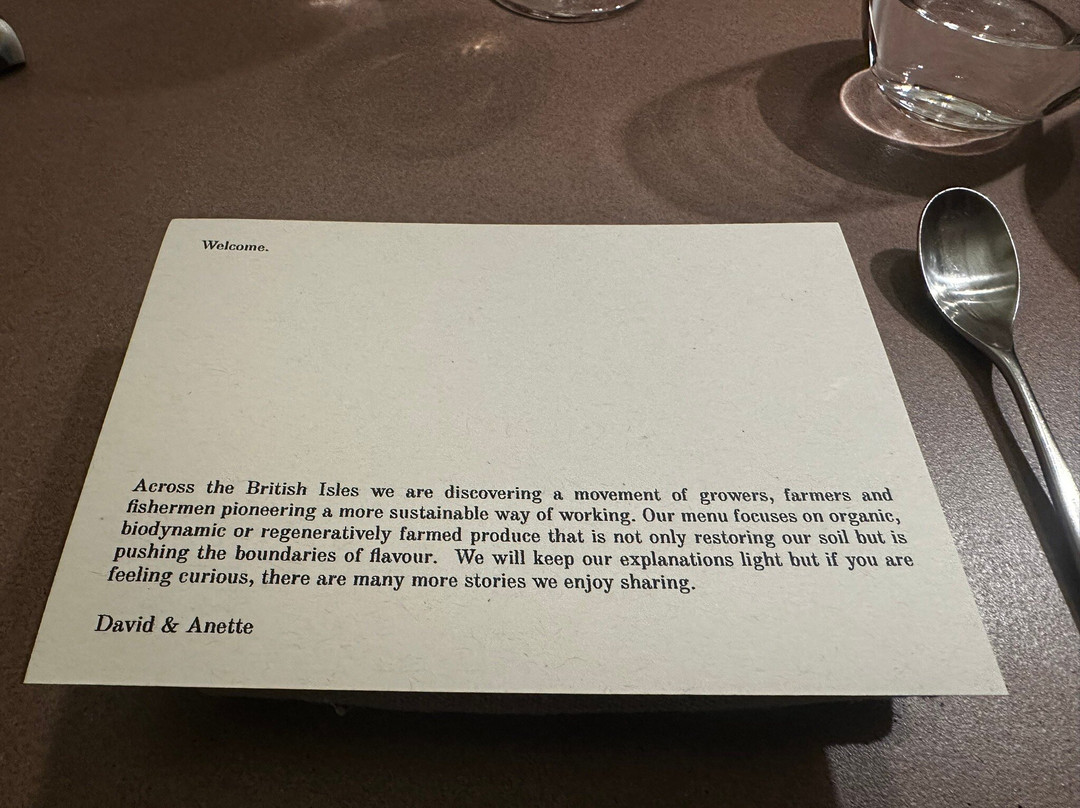 Welcome.
Across the British Isles we are discovering a movement of growers, farmers and
fishermen pioneering a more sustainable way of working. Our menu focuses on organic,
biodynamic or regeneratively farmed produce that is not only restoring our soil but is
pushing the boundaries of flavour.  We will keep our explanations light but if you are
feeling curious, there are many more stories we enjoy sharing.
David & Anette